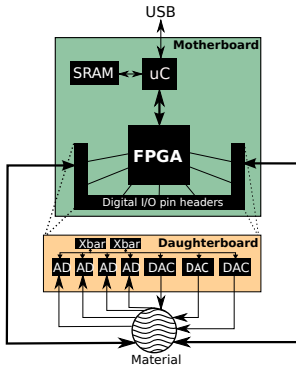 USB
Motherboard
SRAM
uC
FPGA
Digital I/O pin headers
Xbar Xbar Daughterboard
AD AD AD AD DAC DAC DAC
Material